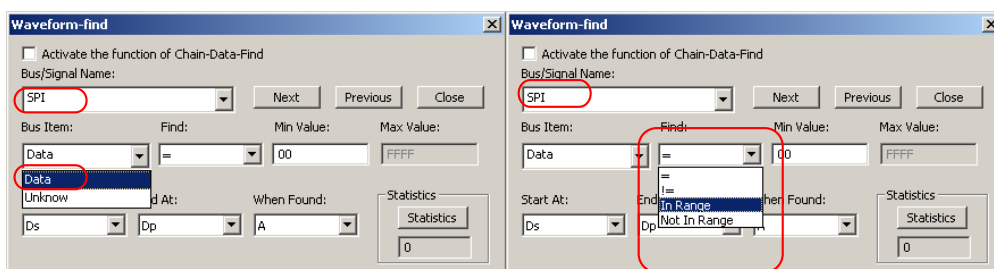 Waveform-find
Activate the function of Chain-Data-Find
Bus/Signal Name:
SPI
Next
Previous
Close
Bus Item:
Find:
Min Value:
Max Value:
Data
=
00
FFFF
Data
Unknow
d At:
When Found:
Statistics
Ds
Dp
A
Statistics
0
Waveform-find
Activate the function of Chain-Data-Find
Bus/Signal Name:
SPI
Next
Previous
Close
Bus Item:
Find:
Min Value:
Max Value:
Data
=
00
FFFF
=
!=
In Range
Not In Range
Start At:
End
hen Found:
Statistics
Ds
Dp
Statistics
0